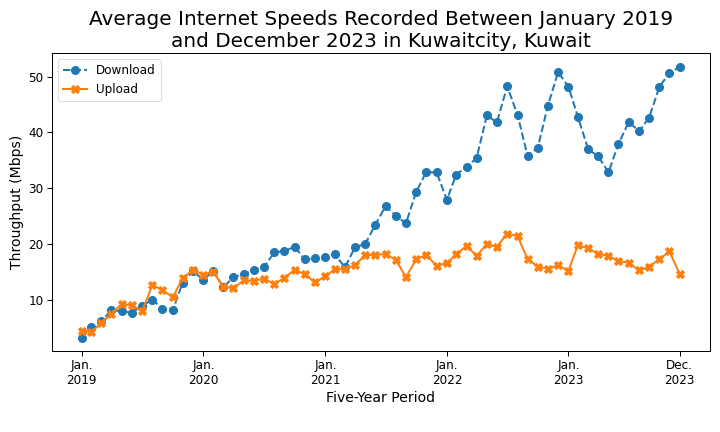 Average Internet Speeds Recorded Between January 2019
and December 2023 in Kuwaitcity, Kuwait
Download
Upload
Throughput (Mbps)
50
40
30
20
10
Jan.
2019
Jan.
2020
Jan.
2021
Jan.
2022
Jan.
2023
Dec.
2023
Five-Year Period